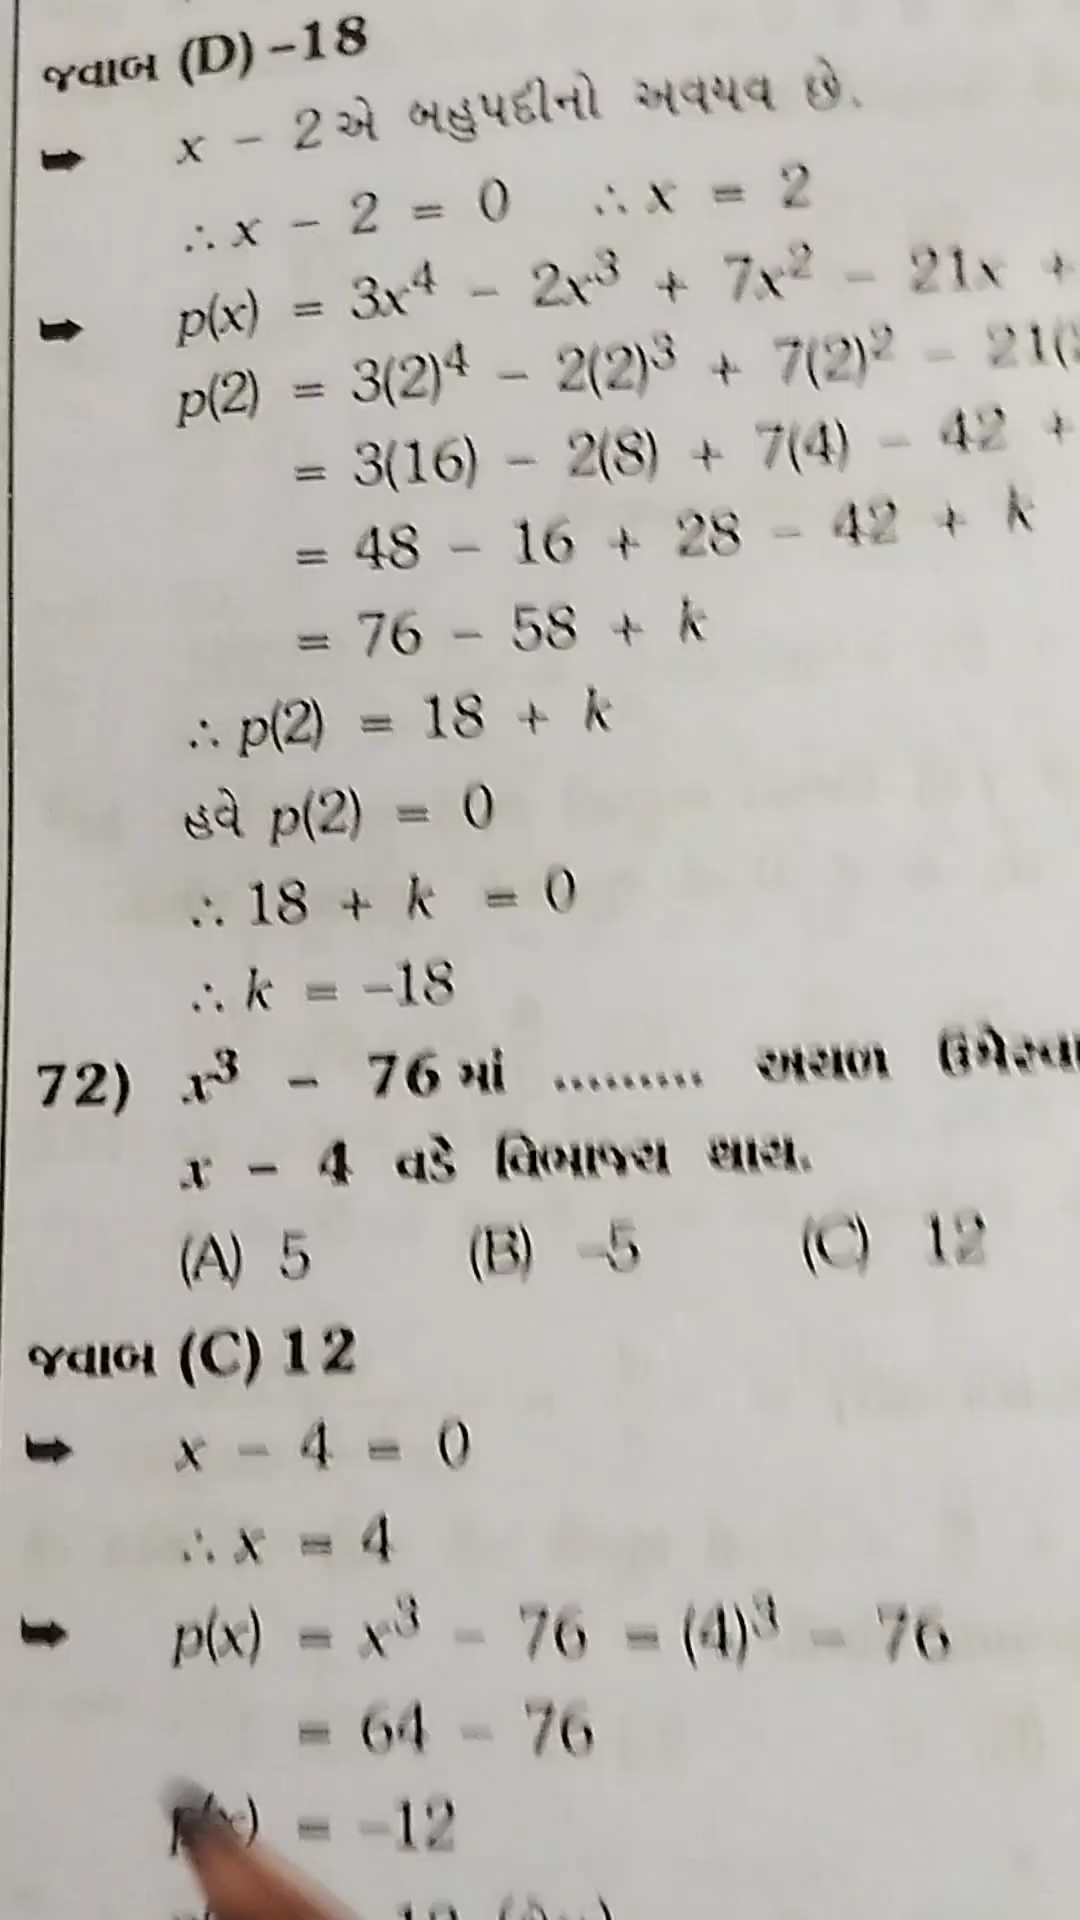 જવાબ (D) –18
➥ x – 2 એ બહુપદીનો અવયવ છે.
∴ x – 2 = 0 ∴ x = 2
➥ p(x) = 3x⁴ – 2x³ + 7x² – 21x +
p(2) = 3(2)⁴ – 2(2)³ + 7(2)² – 21(
= 3(16) – 2(8) + 7(4) – 42 +
= 48 – 16 + 28 – 42 + k
= 76 – 58 + k
∴ p(2) = 18 + k
હવે p(2) = 0
∴ 18 + k = 0
∴ k = –18
72) x³ – 76 માં ......... અચળ
x – 4 વડે વિભાજ્ય થાય.
(A) 5 (B) –5 (C) 12
જવાબ (C) 12
➥ x – 4 = 0
∴ x = 4
➥ p(x) = x³ – 76 = (4)³ – 76
= 64 – 76
p(x) = –12